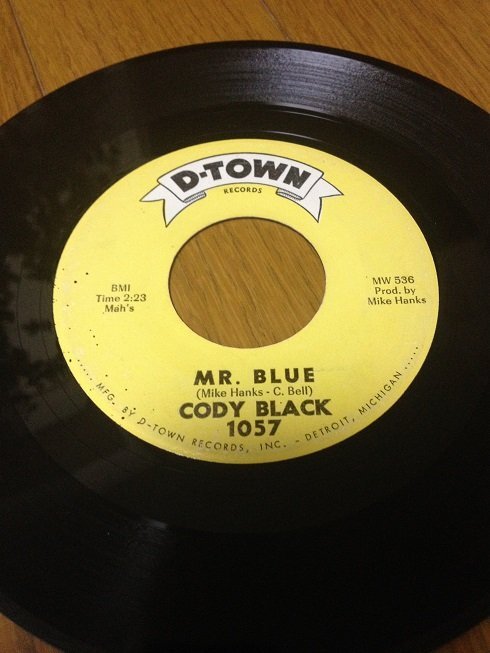 D-TOWN
RECORDS
BMI
Time 2:23
Mah's
MW 536
Prod. by
Mike Hanks
MR. BLUE
(Mike Hanks - C. Bell)
CODY BLACK
1057
.... MFG. BY D-TOWN RECORDS, INC. - DETROIT, MICHIGAN ....